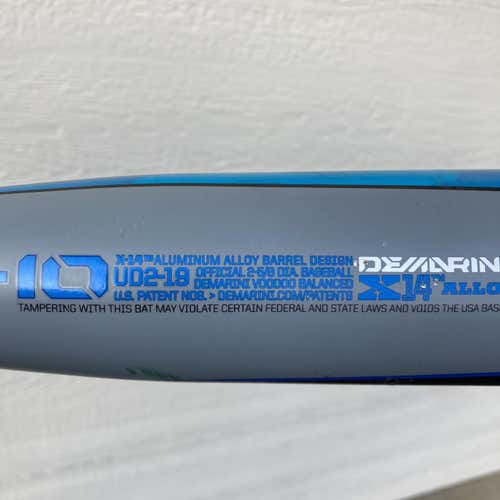 -10
X-14™ ALUMINUM ALLOY BARREL DESIGN
UD2-19 OFFICIAL 2-5/8 DIA. BASEBALL
DEMARINI VOODOO BALANCED
U.S. PATENT NOS. > DEMARINI.COM/PATENTS
DEMARIN
X14™ ALLO
TAMPERING WITH THIS BAT MAY VIOLATE CERTAIN FEDERAL AND STATE LAWS AND VOIDS THE USA BAS